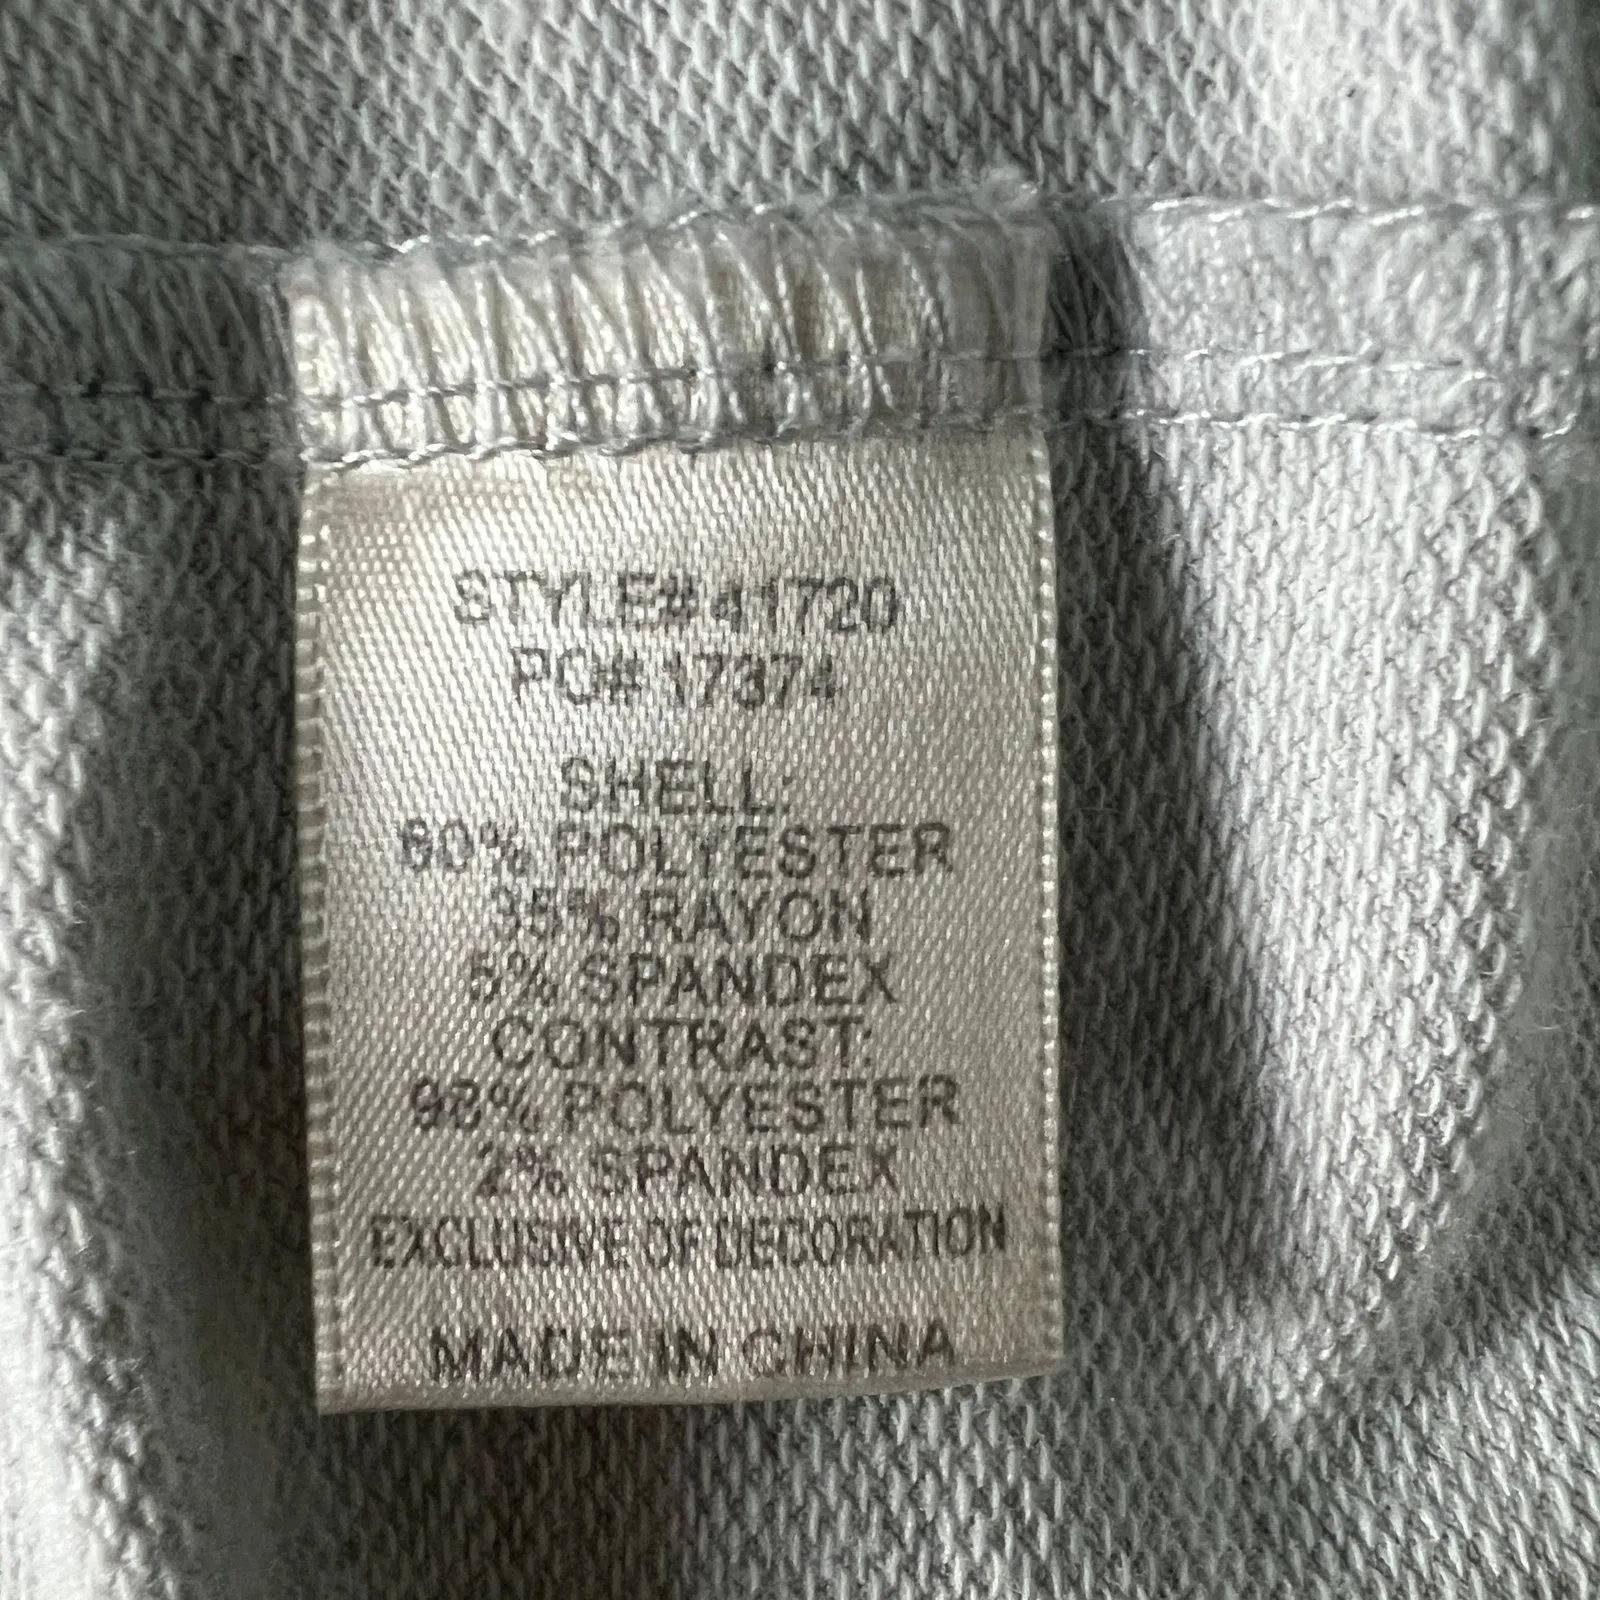 STYLE# 41720
PO# 17374
SHELL:
60% POLYESTER
35% RAYON
5% SPANDEX
CONTRAST:
98% POLYESTER
2% SPANDEX
EXCLUSIVE OF DECORATION
MADE IN CHINA